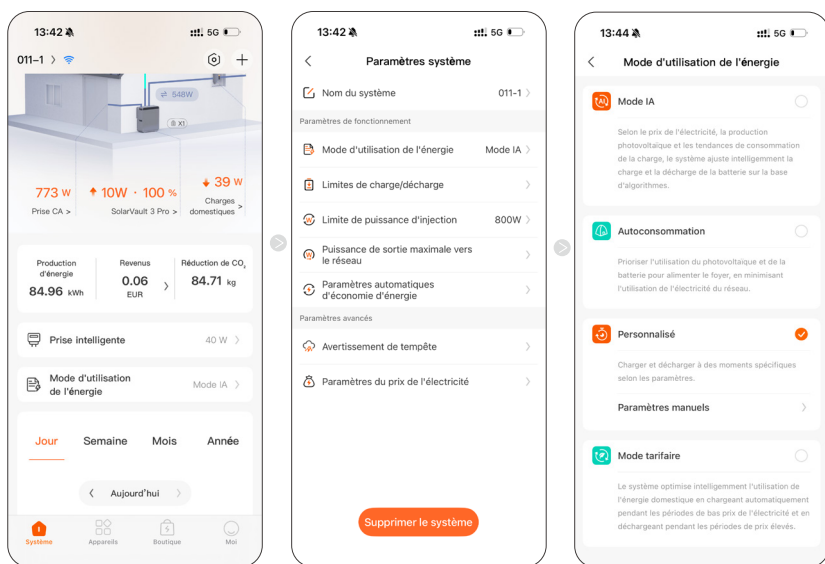 13:42
5G
011-1
548W
X1
773 W
10W · 100 %
39 W
Prise CA >
SolarVault 3 Pro >
Charges
domestiques >
Production
d'énergie
84.96 kWh
Revenus
0.06
EUR
Réduction de CO₂
84.71 kg
Prise intelligente
40 W
Mode d'utilisation
de l'énergie
Mode IA
Jour
Semaine
Mois
Année
Aujourd'hui
Système
Appareils
Boutique
Moi
13:42
5G
Paramètres système
Nom du système
011-1
Paramètres de fonctionnement
Mode d'utilisation de l'énergie
Mode IA
Limites de charge/décharge
Limite de puissance d'injection
800W
Puissance de sortie maximale vers
le réseau
Paramètres automatiques
d'économie d'énergie
Paramètres avancés
Avertissement de tempête
Paramètres du prix de l'électricité
Supprimer le système
13:44
5G
Mode d'utilisation de l'énergie
Mode IA
Selon le prix de l'électricité, la production
photovoltaïque et les tendances de consommation
de la charge, le système ajuste intelligemment la
charge et la décharge de la batterie sur la base
d'algorithmes.
Autoconsommation
Prioriser l'utilisation du photovoltaïque et de la
batterie pour alimenter le foyer, en minimisant
l'utilisation de l'électricité du réseau.
Personnalisé
Charger et décharger à des moments spécifiques
selon les paramètres.
Paramètres manuels
Mode tarifaire
Le système optimise intelligemment l'utilisation de
l'énergie domestique en chargeant automatiquement
pendant les périodes de bas prix de l'électricité et en
déchargeant pendant les périodes de prix élevés.